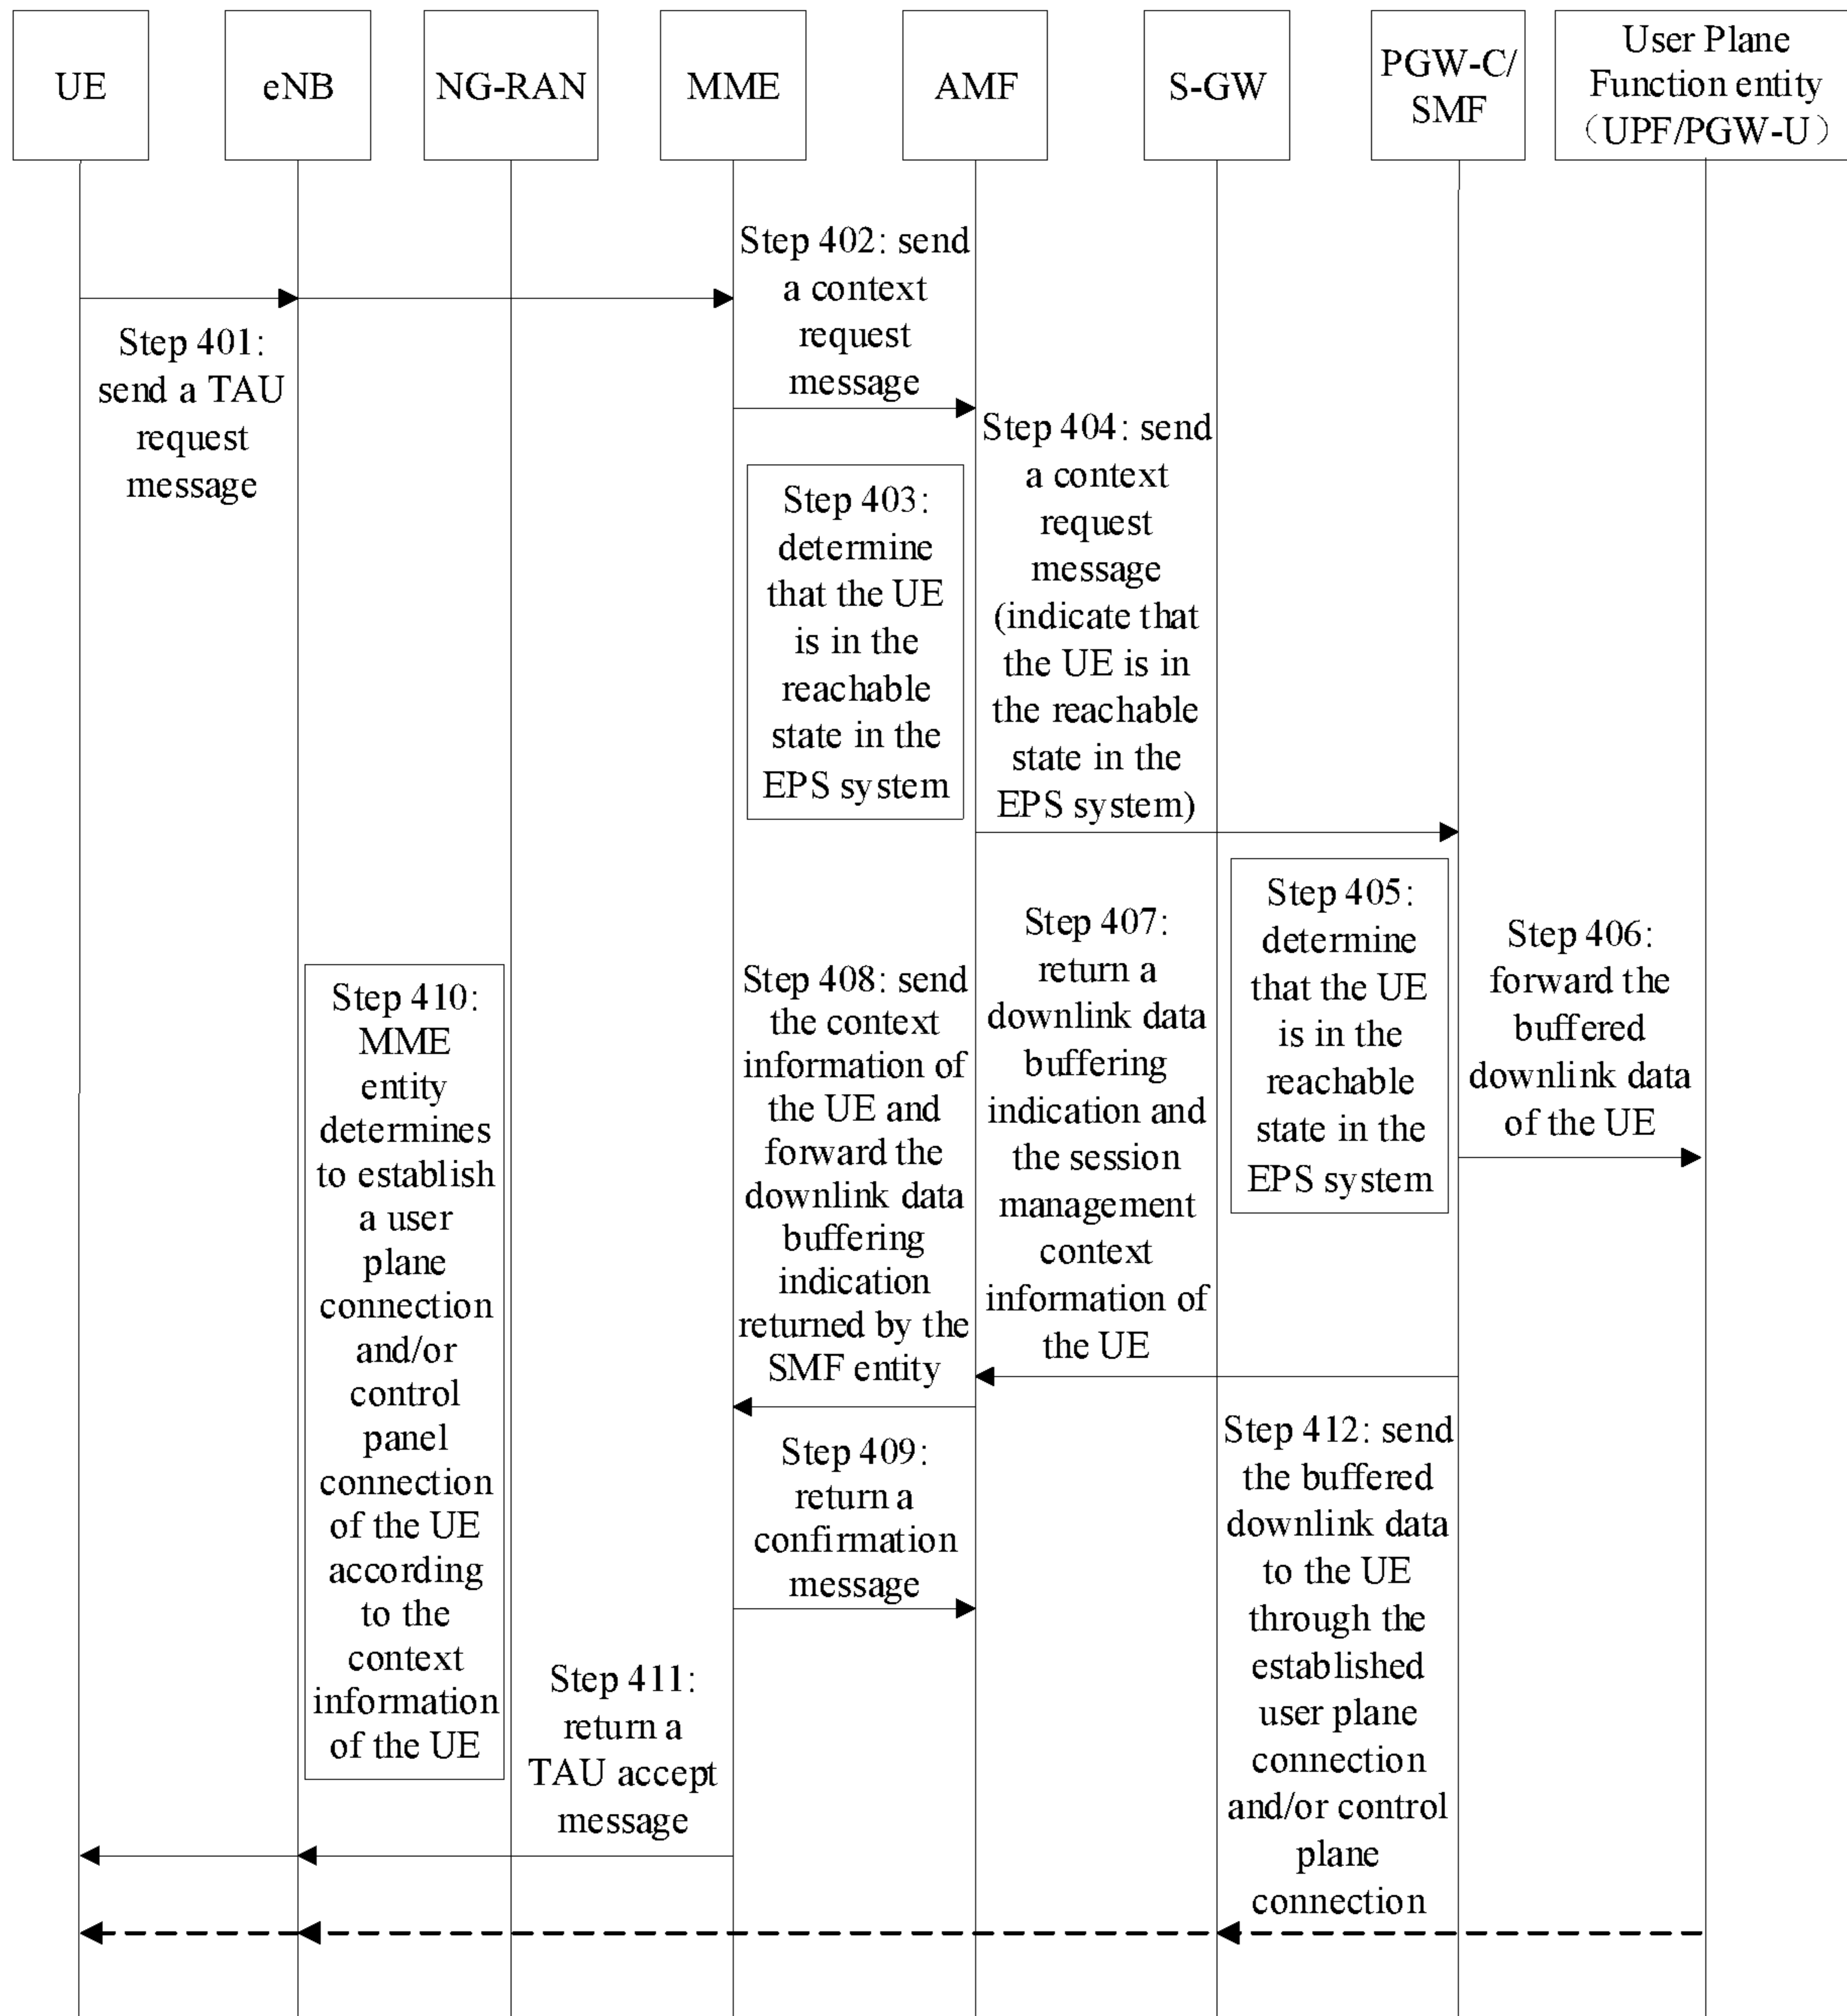 UE
eNB
NG-RAN
MME
AMF
S-GW
PGW-C/
SMF
User Plane
Function entity
（UPF/PGW-U）
Step 401:
send a TAU
request
message
Step 402: send
a context
request
message
Step 403:
determine
that the UE
is in the
reachable
state in the
EPS system
Step 404: send
a context
request
message
(indicate that
the UE is in
the reachable
state in the
EPS system)
Step 405:
determine
that the UE
is in the
reachable
state in the
EPS system
Step 406:
forward the
buffered
downlink data
of the UE
Step 407:
return a
downlink data
buffering
indication and
the session
management
context
information of
the UE
Step 408: send
the context
information of
the UE and
forward the
downlink data
buffering
indication
returned by the
SMF entity
Step 409:
return a
confirmation
message
Step 410:
MME
entity
determines
to establish
a user
plane
connection
and/or
control
panel
connection
of the UE
according
to the
context
information
of the UE
Step 411:
return a
TAU accept
message
Step 412: send
the buffered
downlink data
to the UE
through the
established
user plane
connection
and/or control
plane
connection